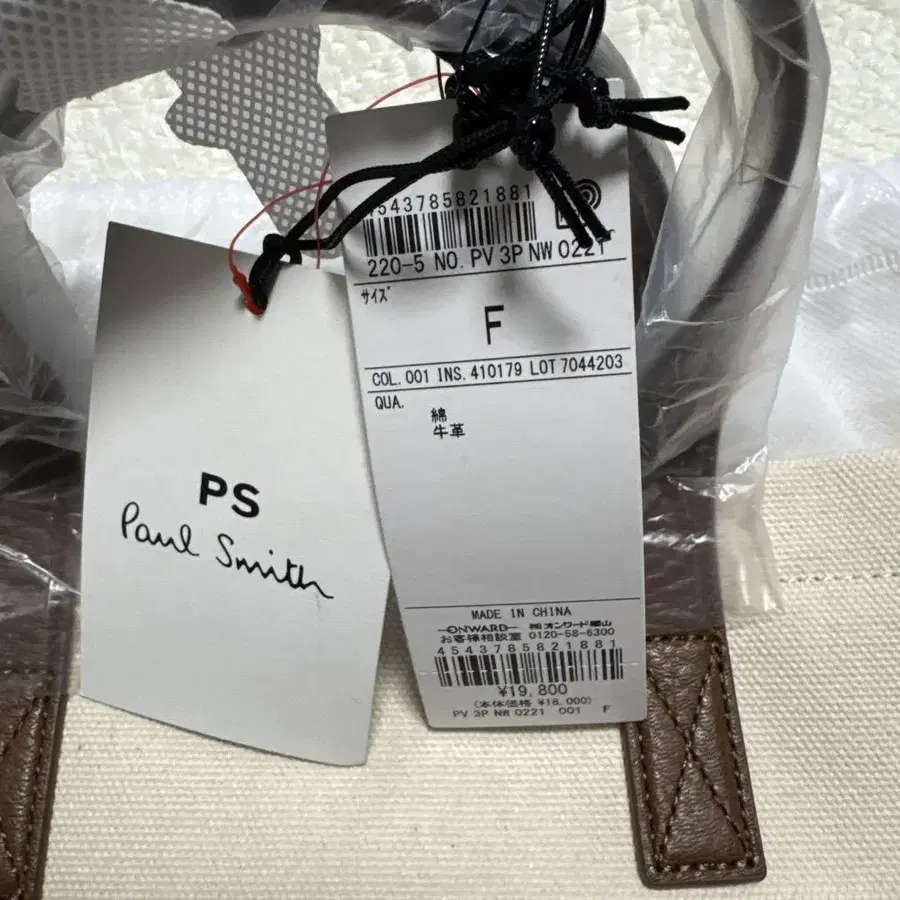 PS
Paul Smith
4543785821881
220-5 NO. PV 3P NW 0221
サイズ
F
COL. 001 INS. 410179 LOT 7044203
QUA.
綿
牛革
MADE IN CHINA
ONWARD ㈱オンワード樫山
お客様相談室 0120-58-6300
4543785821881
¥19,800
(本体価格 ¥18,000)
PV 3P NW 0221 001 F